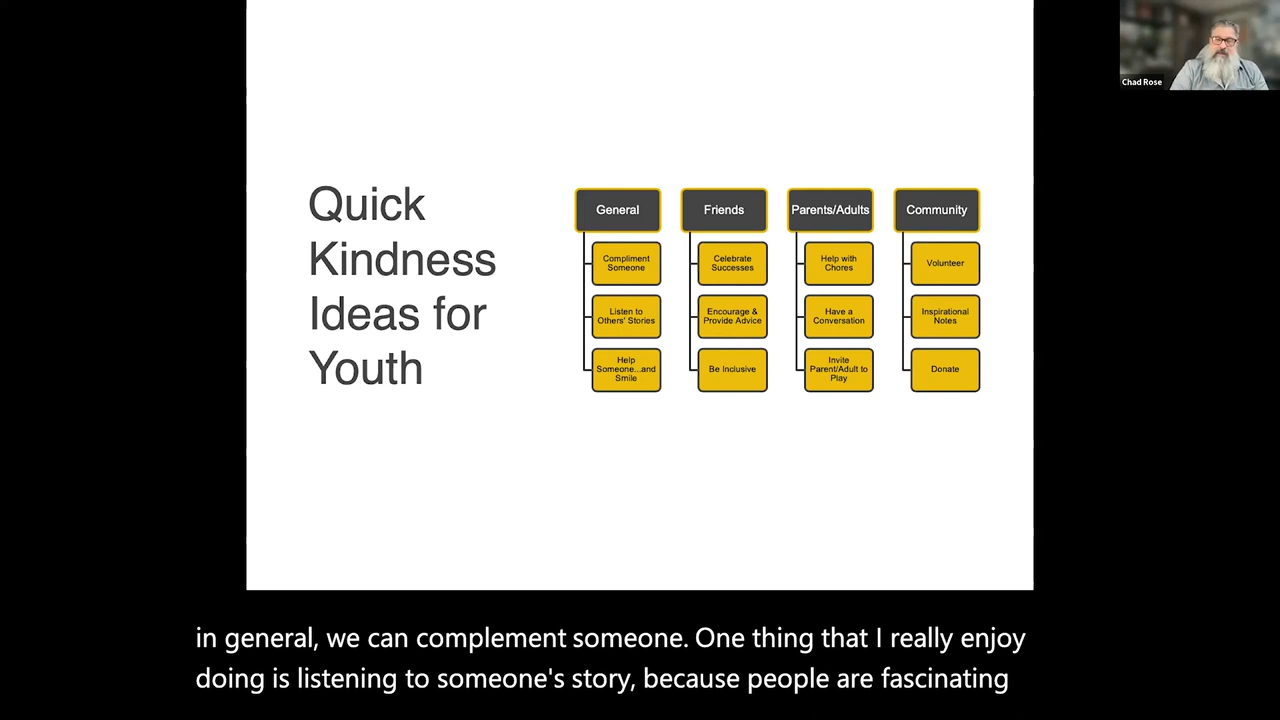 Chad Rose
Quick
Kindness
Ideas for
Youth
General
Compliment
Someone
Listen to
Others' Stories
Help
Someone...and
Smile
Friends
Celebrate
Successes
Encourage &
Provide Advice
Be Inclusive
Parents/Adults
Help with
Chores
Have a
Conversation
Invite
Parent/Adult to
Play
Community
Volunteer
Inspirational
Notes
Donate
in general, we can complement someone. One thing that I really enjoy
doing is listening to someone's story, because people are fascinating